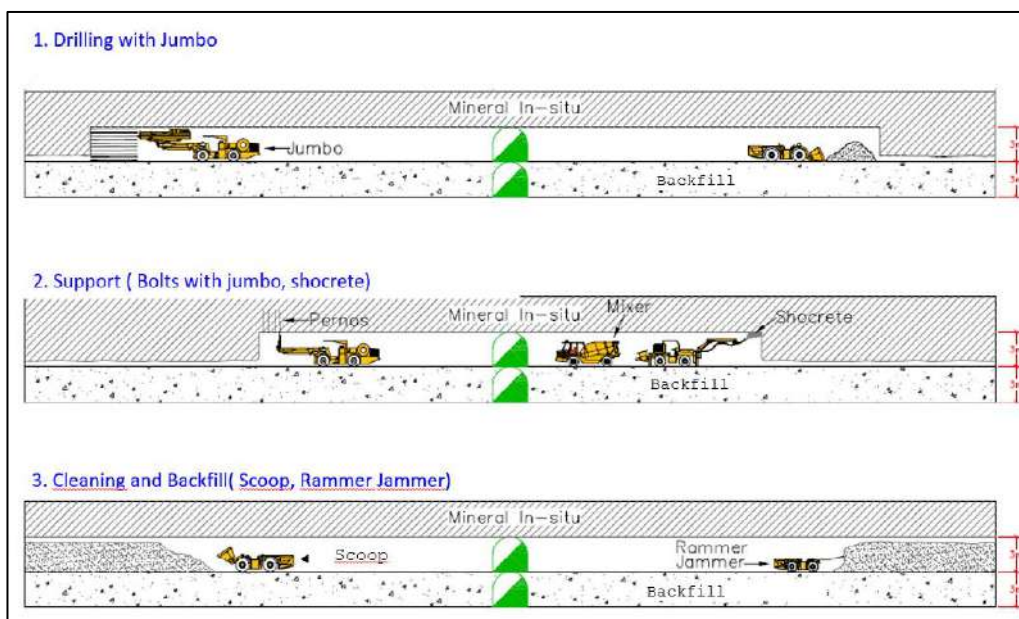 1. Drilling with Jumbo
Mineral In-situ
Jumbo
Backfill
2. Support ( Bolts with jumbo, shocrete)
Pernos
Mineral In-situ
Mixer
Shocrete
Backfill
3. Cleaning and Backfill( Scoop, Rammer Jammer)
Mineral In-situ
Scoop
Rammer
Jammer
Backfill